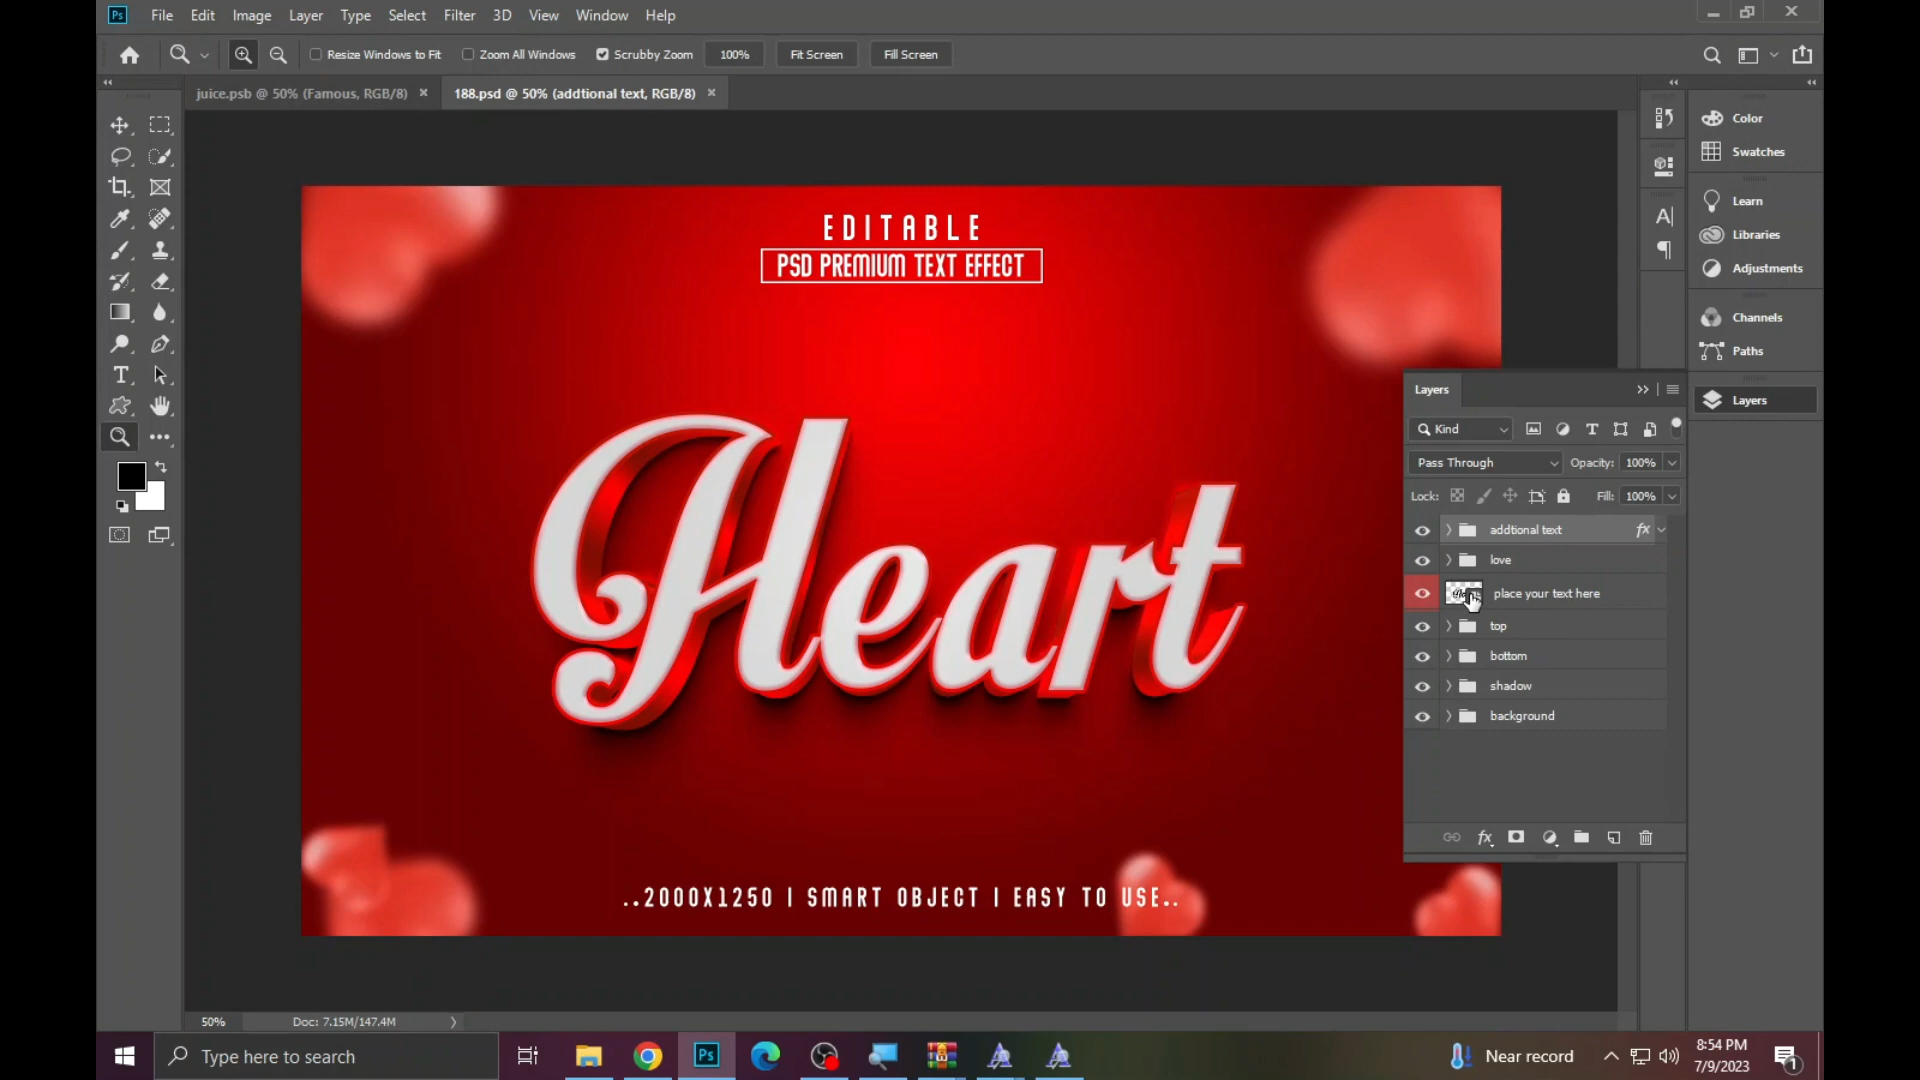 Ps File Edit Image Layer Type Select Filter 3D View Window Help
Resize Windows to Fit Zoom All Windows Scrubby Zoom 100% Fit Screen Fill Screen
juice.psb @ 50% (Famous, RGB/8) × 188.psd @ 50% (addtional text, RGB/8) ×
Color
Swatches
Learn
Libraries
Adjustments
Channels
Paths
Layers
EDITABLE
PSD PREMIUM TEXT EFFECT
Heart
..2000X1250 | SMART OBJECT | EASY TO USE..
Layers
Kind
Pass Through Opacity: 100%
Lock: Fill: 100%
addtional text fx
love
place your text here
top
bottom
shadow
background
fx
50% Doc: 7.15M/147.4M
Type here to search
Ps
Near record
8:54 PM
7/9/2023
1